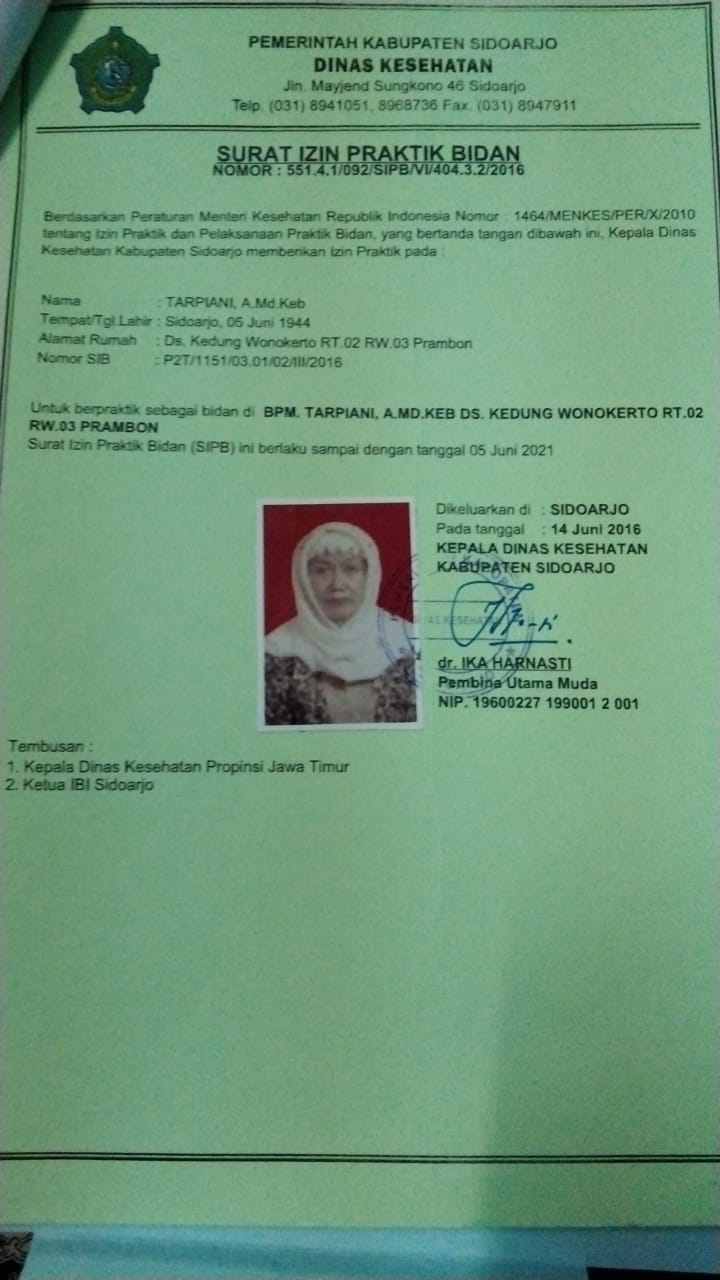 PEMERINTAH KABUPATEN SIDOARJO
DINAS KESEHATAN
Jln. Mayjend Sungkono 46 Sidoarjo
Telp. (031) 8941051, 8968736 Fax. (031) 8947911
SURAT IZIN PRAKTIK BIDAN
NOMOR : 551.4.1/092/SIPB/VI/404.3.2/2016
Berdasarkan Peraturan Menteri Kesehatan Republik Indonesia Nomor : 1464/MENKES/PER/X/2010
tentang Izin Praktik dan Pelaksanaan Praktik Bidan, yang bertanda tangan dibawah ini, Kepala Dinas
Kesehatan Kabupaten Sidoarjo memberikan Izin Praktik pada :
Nama : TARPIANI, A.Md.Keb
Tempat/Tgl.Lahir : Sidoarjo, 05 Juni 1944
Alamat Rumah : Ds. Kedung Wonokerto RT.02 RW.03 Prambon
Nomor SIB : P2T/1151/03.01/02/III/2016
Untuk berpraktik sebagai bidan di BPM. TARPIANI, A.MD.KEB DS. KEDUNG WONOKERTO RT.02
RW.03 PRAMBON
Surat Izin Praktik Bidan (SIPB) ini berlaku sampai dengan tanggal 05 Juni 2021
Dikeluarkan di : SIDOARJO
Pada tanggal : 14 Juni 2016
KEPALA DINAS KESEHATAN
KABUPATEN SIDOARJO
dr. IKA HARNASTI
Pembina Utama Muda
NIP. 19600227 199001 2 001
Tembusan :
1. Kepala Dinas Kesehatan Propinsi Jawa Timur
2. Ketua IBI Sidoarjo